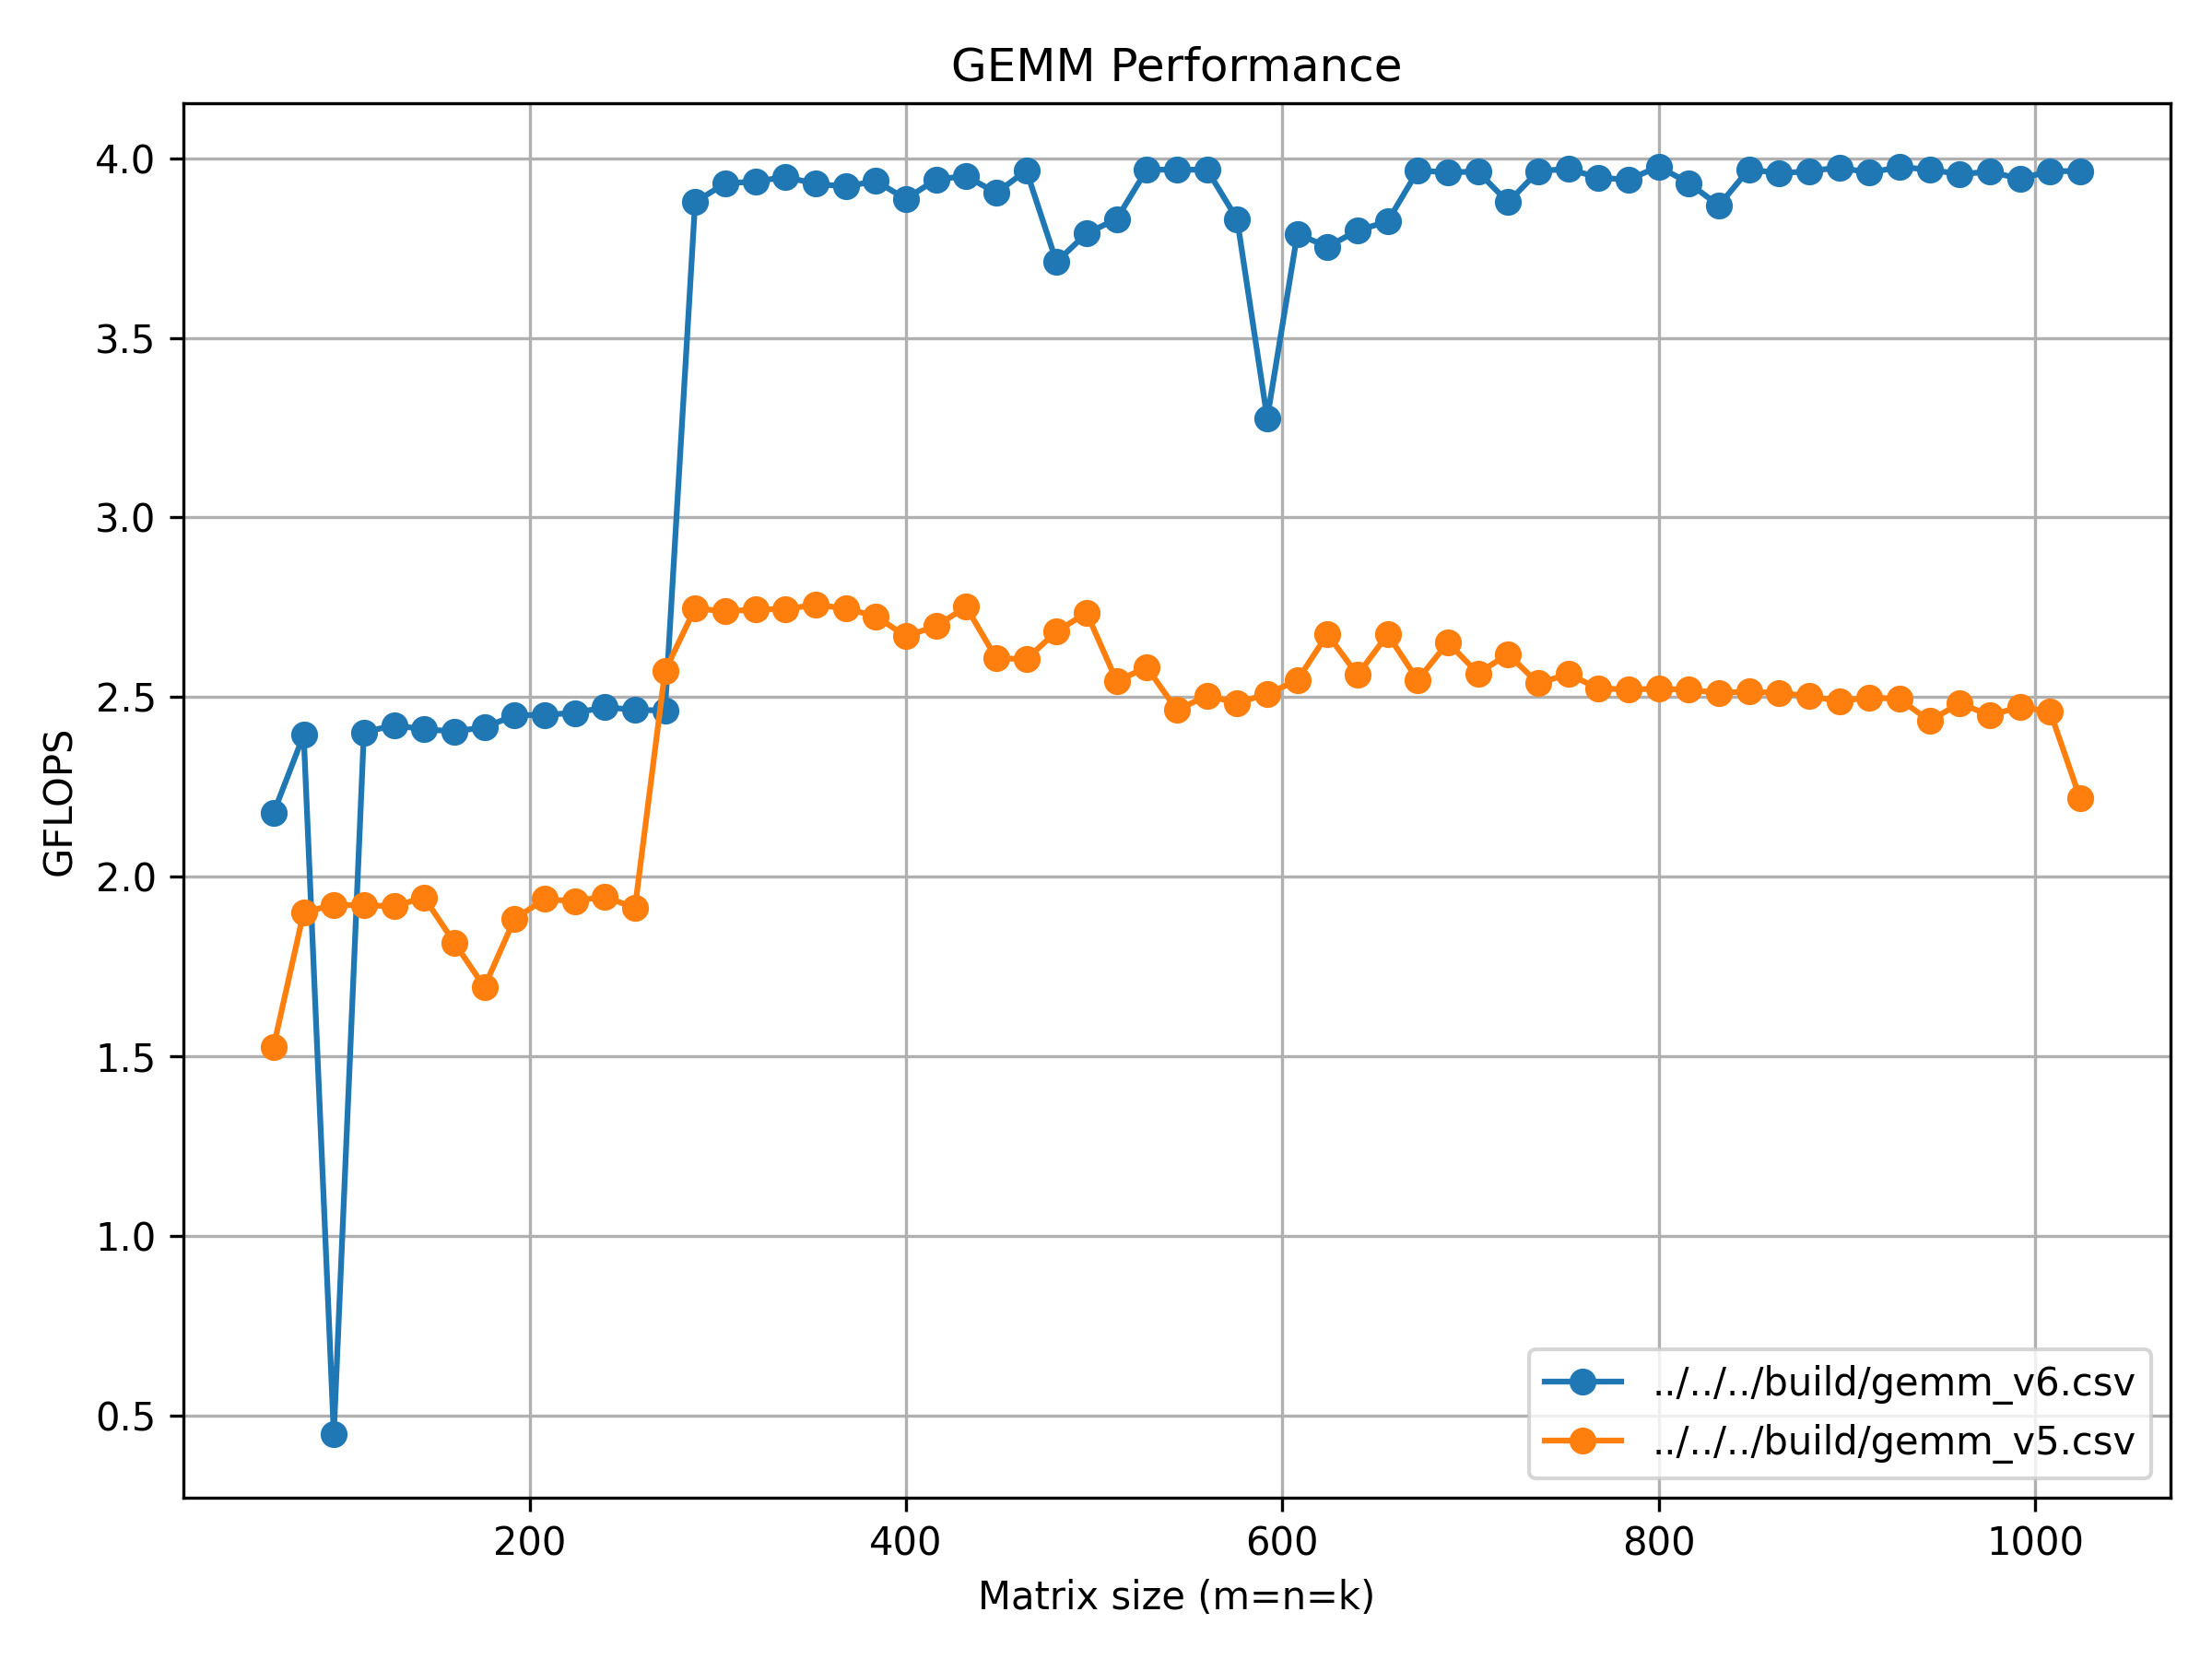 GEMM Performance
GFLOPS
4.0
3.5
3.0
2.5
2.0
1.5
1.0
0.5
200 400 600 800 1000
Matrix size (m=n=k)
../../../build/gemm_v6.csv
../../../build/gemm_v5.csv